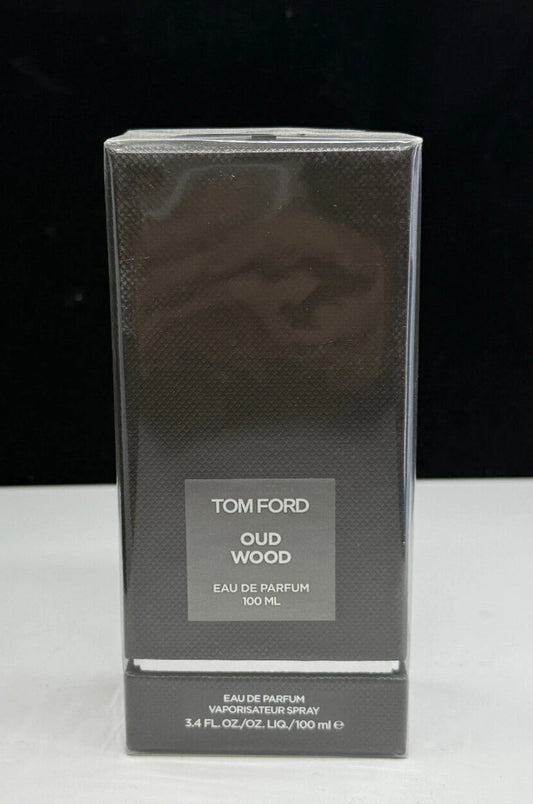 TOM FORD
OUD
WOOD
EAU DE PARFUM
100 ML
EAU DE PARFUM
VAPORISATEUR SPRAY
3.4 FL. OZ./OZ. LIQ./100 ml ℮